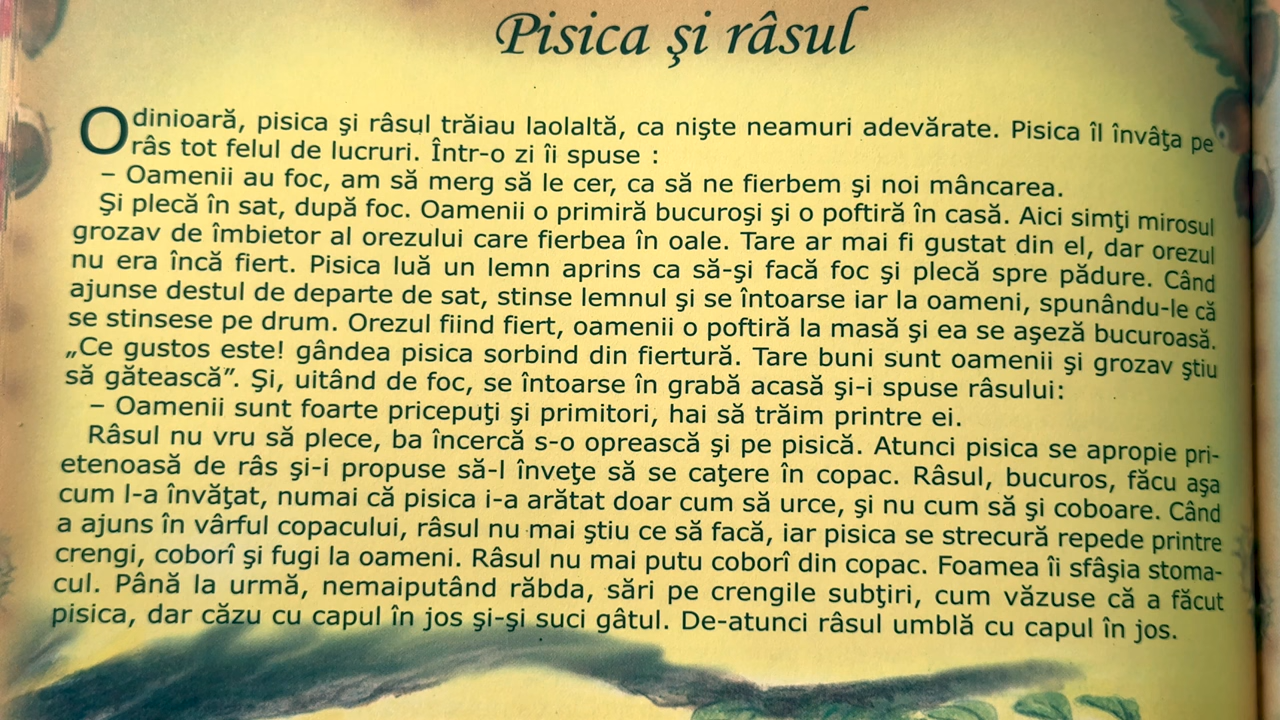 Pisica şi râsul
Odinioară, pisica şi râsul trăiau laolaltă, ca nişte neamuri adevărate. Pisica îl învâţa pe
râs tot felul de lucruri. Într-o zi îi spuse :
– Oamenii au foc, am să merg să le cer, ca să ne fierbem şi noi mâncarea.
Şi plecă în sat, după foc. Oamenii o primiră bucuroşi şi o poftiră în casă. Aici simţi mirosul
grozav de îmbietor al orezului care fierbea în oale. Tare ar mai fi gustat din el, dar orezul
nu era încă fiert. Pisica luă un lemn aprins ca să-şi facă foc şi plecă spre pădure. Când
ajunse destul de departe de sat, stinse lemnul şi se întoarse iar la oameni, spunându-le că
se stinsese pe drum. Orezul fiind fiert, oamenii o poftiră la masă şi ea se aşeză bucuroasă.
„Ce gustos este! gândea pisica sorbind din fiertură. Tare buni sunt oamenii şi grozav ştiu
să gătească”. Şi, uitând de foc, se întoarse în grabă acasă şi-i spuse râsului:
– Oamenii sunt foarte pricepuţi şi primitori, hai să trăim printre ei.
Râsul nu vru să plece, ba încercă s-o oprească şi pe pisică. Atunci pisica se apropie pri-
etenoasă de râs şi-i propuse să-l înveţe să se caţere în copac. Râsul, bucuros, făcu aşa
cum l-a învăţat, numai că pisica i-a arătat doar cum să urce, şi nu cum să şi coboare. Când
a ajuns în vârful copacului, râsul nu mai ştiu ce să facă, iar pisica se strecură repede printre
crengi, coborî şi fugi la oameni. Râsul nu mai putu coborî din copac. Foamea îi sfâşia stoma-
cul. Până la urmă, nemaiputând răbda, sări pe crengile subţiri, cum văzuse că a făcut
pisica, dar căzu cu capul în jos şi-şi suci gâtul. De-atunci râsul umblă cu capul în jos.